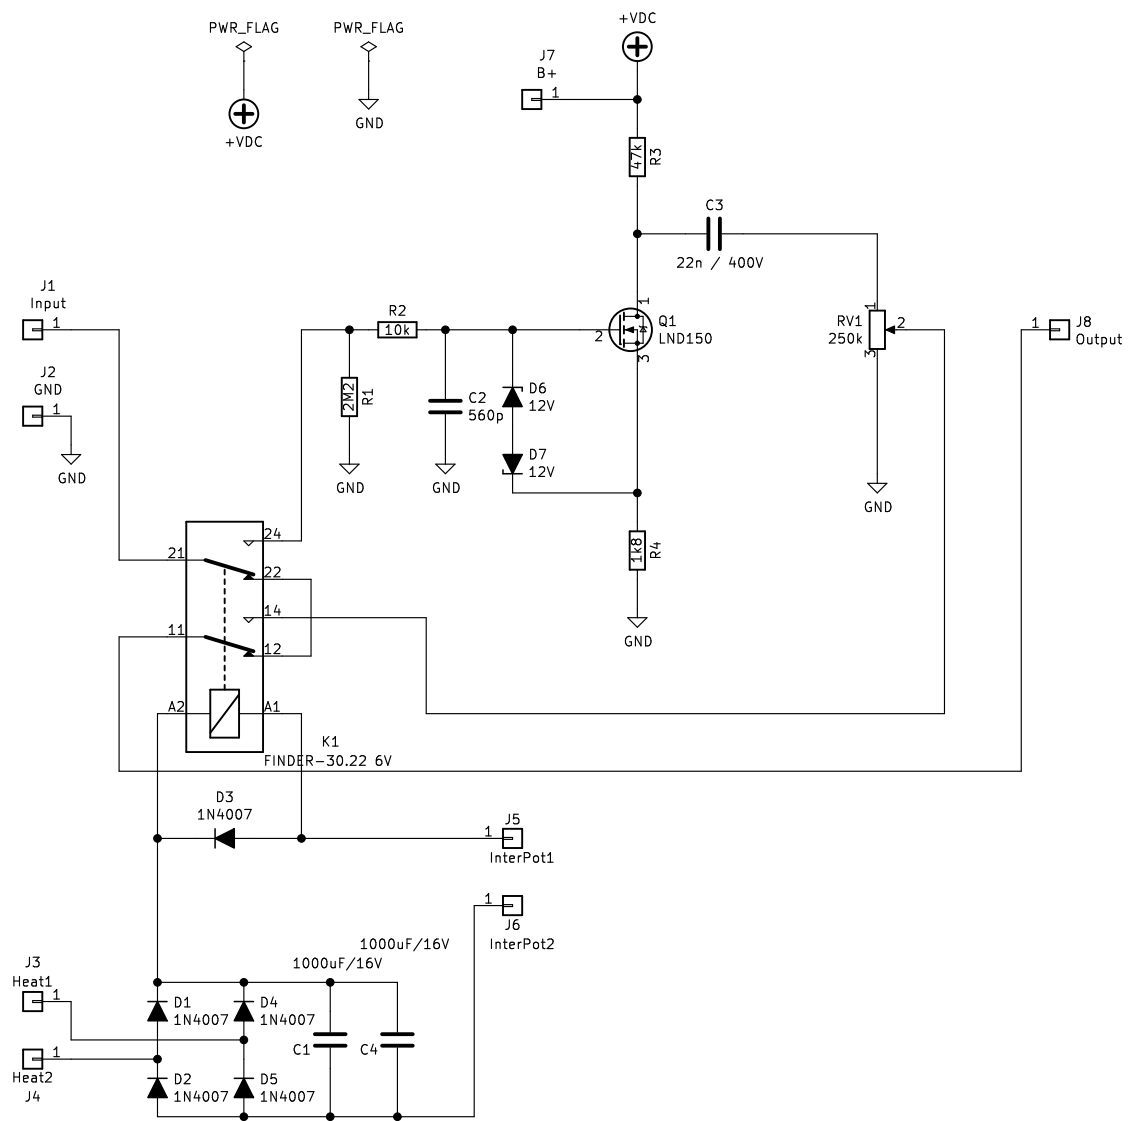 PWR_FLAG
PWR_FLAG
+VDC
J7
B+
1
+VDC
GND
47k
R3
C3
22n / 400V
J1
Input
1
R2
10k
1
2
3
Q1
LND150
1
RV1
250k
2
3
1
J8
Output
J2
GND
1
GND
2M2
R1
C2
560p
D6
12V
D7
12V
GND
GND
GND
24
21
22
14
11
12
1k8
R4
GND
A2
A1
K1
FINDER-30.22 6V
D3
1N4007
J5
1
InterPot1
1
J6
InterPot2
1000uF/16V
1000uF/16V
J3
Heat1
1
D1
1N4007
D4
1N4007
C1
C4
1
Heat2
J4
D2
1N4007
D5
1N4007